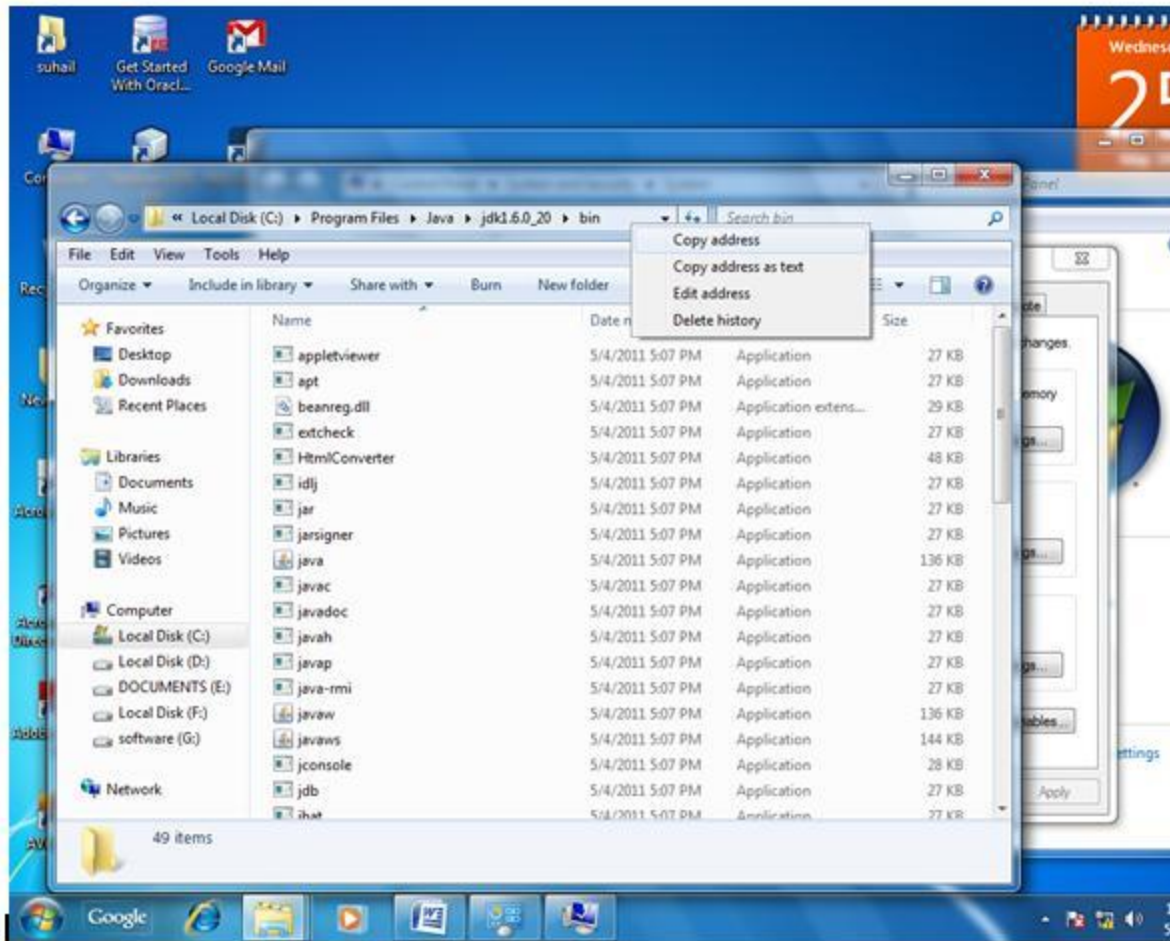 suhail
Get Started With Oracl...
Google Mail
Wednes
Local Disk (C:) Program Files Java jdk1.6.0_20 bin
Search bin
Copy address
Copy address as text
Edit address
Delete history
File Edit View Tools Help
Organize Include in library Share with Burn New folder
Favorites
Desktop
Downloads
Recent Places
Libraries
Documents
Music
Pictures
Videos
Computer
Local Disk (C:)
Local Disk (D:)
DOCUMENTS (E:)
Local Disk (F:)
software (G:)
Network
Name Size
appletviewer 5/4/2011 5:07 PM Application 27 KB
apt 5/4/2011 5:07 PM Application 27 KB
beanreg.dll 5/4/2011 5:07 PM Application extens... 29 KB
extcheck 5/4/2011 5:07 PM Application 27 KB
HtmlConverter 5/4/2011 5:07 PM Application 48 KB
idlj 5/4/2011 5:07 PM Application 27 KB
jar 5/4/2011 5:07 PM Application 27 KB
jarsigner 5/4/2011 5:07 PM Application 27 KB
java 5/4/2011 5:07 PM Application 136 KB
javac 5/4/2011 5:07 PM Application 27 KB
javadoc 5/4/2011 5:07 PM Application 27 KB
javah 5/4/2011 5:07 PM Application 27 KB
javap 5/4/2011 5:07 PM Application 27 KB
java-rmi 5/4/2011 5:07 PM Application 27 KB
javaw 5/4/2011 5:07 PM Application 136 KB
javaws 5/4/2011 5:07 PM Application 144 KB
jconsole 5/4/2011 5:07 PM Application 28 KB
jdb 5/4/2011 5:07 PM Application 27 KB
49 items
changes.
Apply
Google